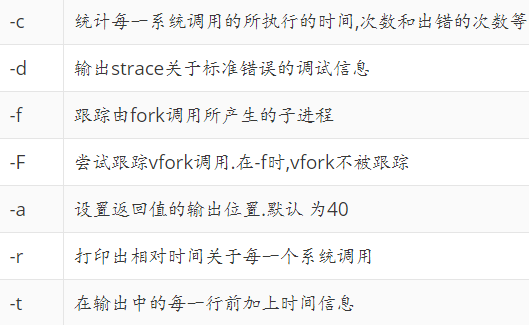 -c 统计每一系统调用的所执行的时间,次数和出错的次数等
-d 输出strace关于标准错误的调试信息
-f 跟踪由fork调用所产生的子进程
-F 尝试跟踪vfork调用.在-f时,vfork不被跟踪
-a 设置返回值的输出位置.默认 为40
-r 打印出相对时间关于每一个系统调用
-t 在输出中的每一行前加上时间信息